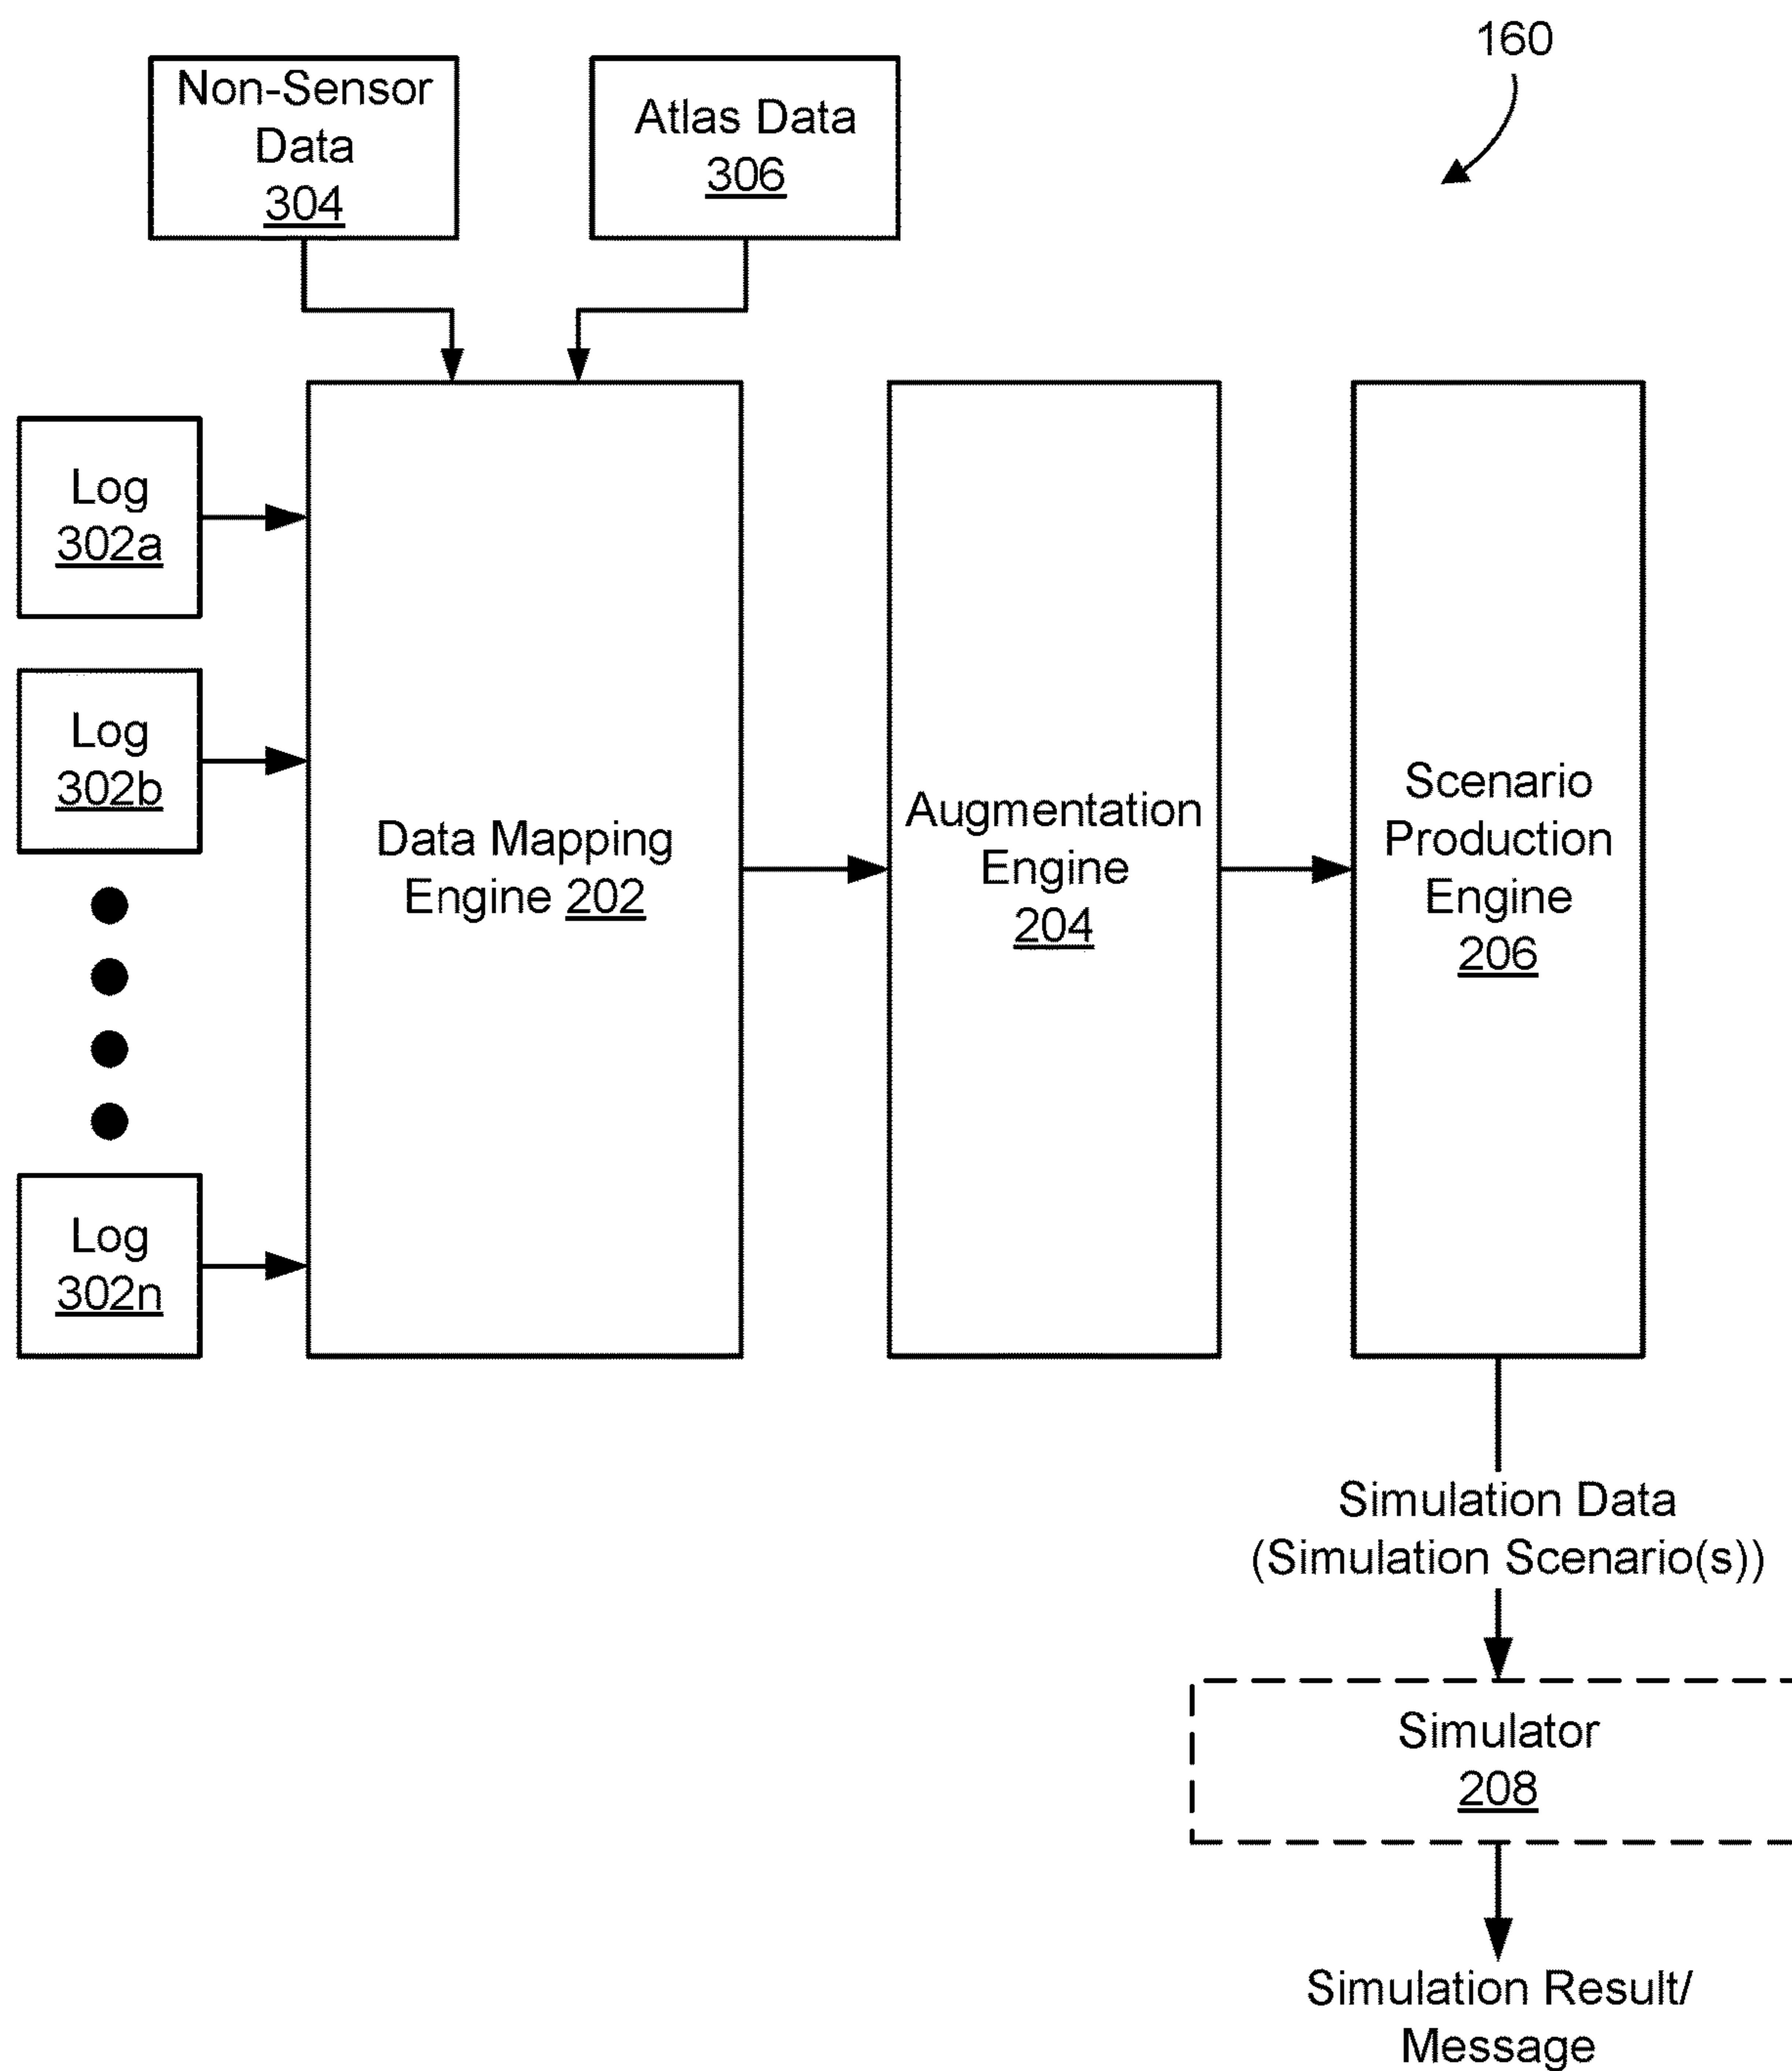 160
Non-Sensor
Data
304
Atlas Data
306
Log
302a
Log
302b
Log
302n
Data Mapping
Engine 202
Augmentation
Engine
204
Scenario
Production
Engine
206
Simulation Data
(Simulation Scenario(s))
Simulator
208
Simulation Result/
Message